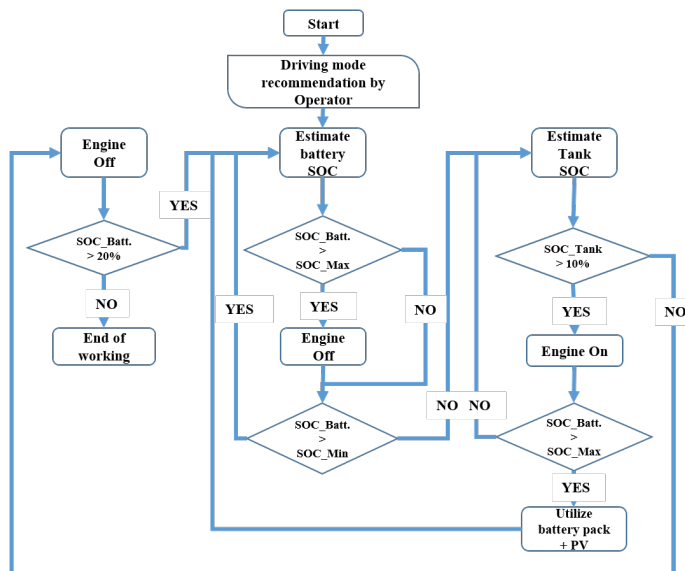 Start
Driving mode
recommendation by
Operator
Engine
Off
Estimate
battery
SOC
Estimate
Tank
SOC
YES
SOC_Batt.
> 20%
SOC_Batt.
>
SOC_Max
SOC_Tank
> 10%
NO
YES
YES
NO
YES
NO
End of
working
Engine
Off
Engine On
NO
NO
SOC_Batt.
>
SOC_Min
SOC_Batt.
>
SOC_Max
YES
Utilize
battery pack
+ PV